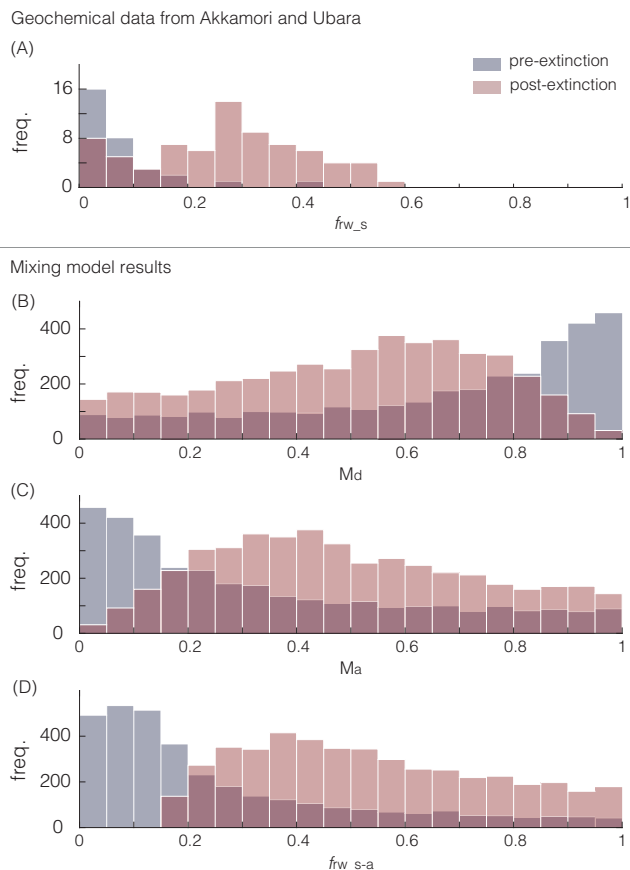 Geochemical data from Akkamori and Ubara
(A)
pre-extinction
post-extinction
16
8
0
freq.
0 0.2 0.4 0.6 0.8 1
frw_s
Mixing model results
(B)
400
200
0
freq.
0 0.2 0.4 0.6 0.8 1
Md
(C)
400
200
0
freq.
0 0.2 0.4 0.6 0.8 1
Ma
(D)
400
200
0
freq.
0 0.2 0.4 0.6 0.8 1
frw_s-a